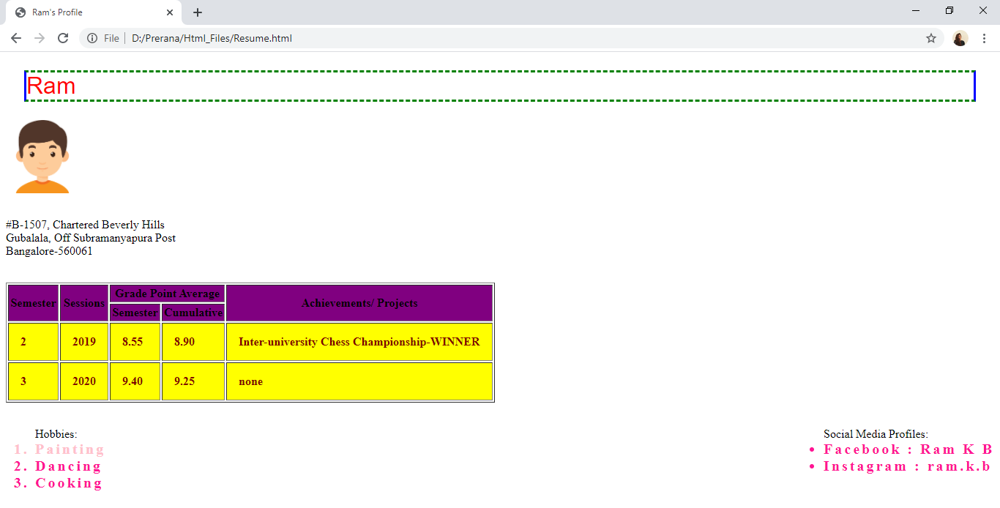 Ram's Profile
File D:/Prerana/Html_Files/Resume.html
Ram
#B-1507, Chartered Beverly Hills
Gubalala, Off Subramanyapura Post
Bangalore-560061
Semester Sessions Grade Point Average Achievements/ Projects
Semester Cumulative
2 2019 8.55 8.90 Inter-university Chess Championship-WINNER
3 2020 9.40 9.25 none
Hobbies:
1. Painting
2. Dancing
3. Cooking
Social Media Profiles:
• Facebook : Ram K B
• Instagram : ram.k.b